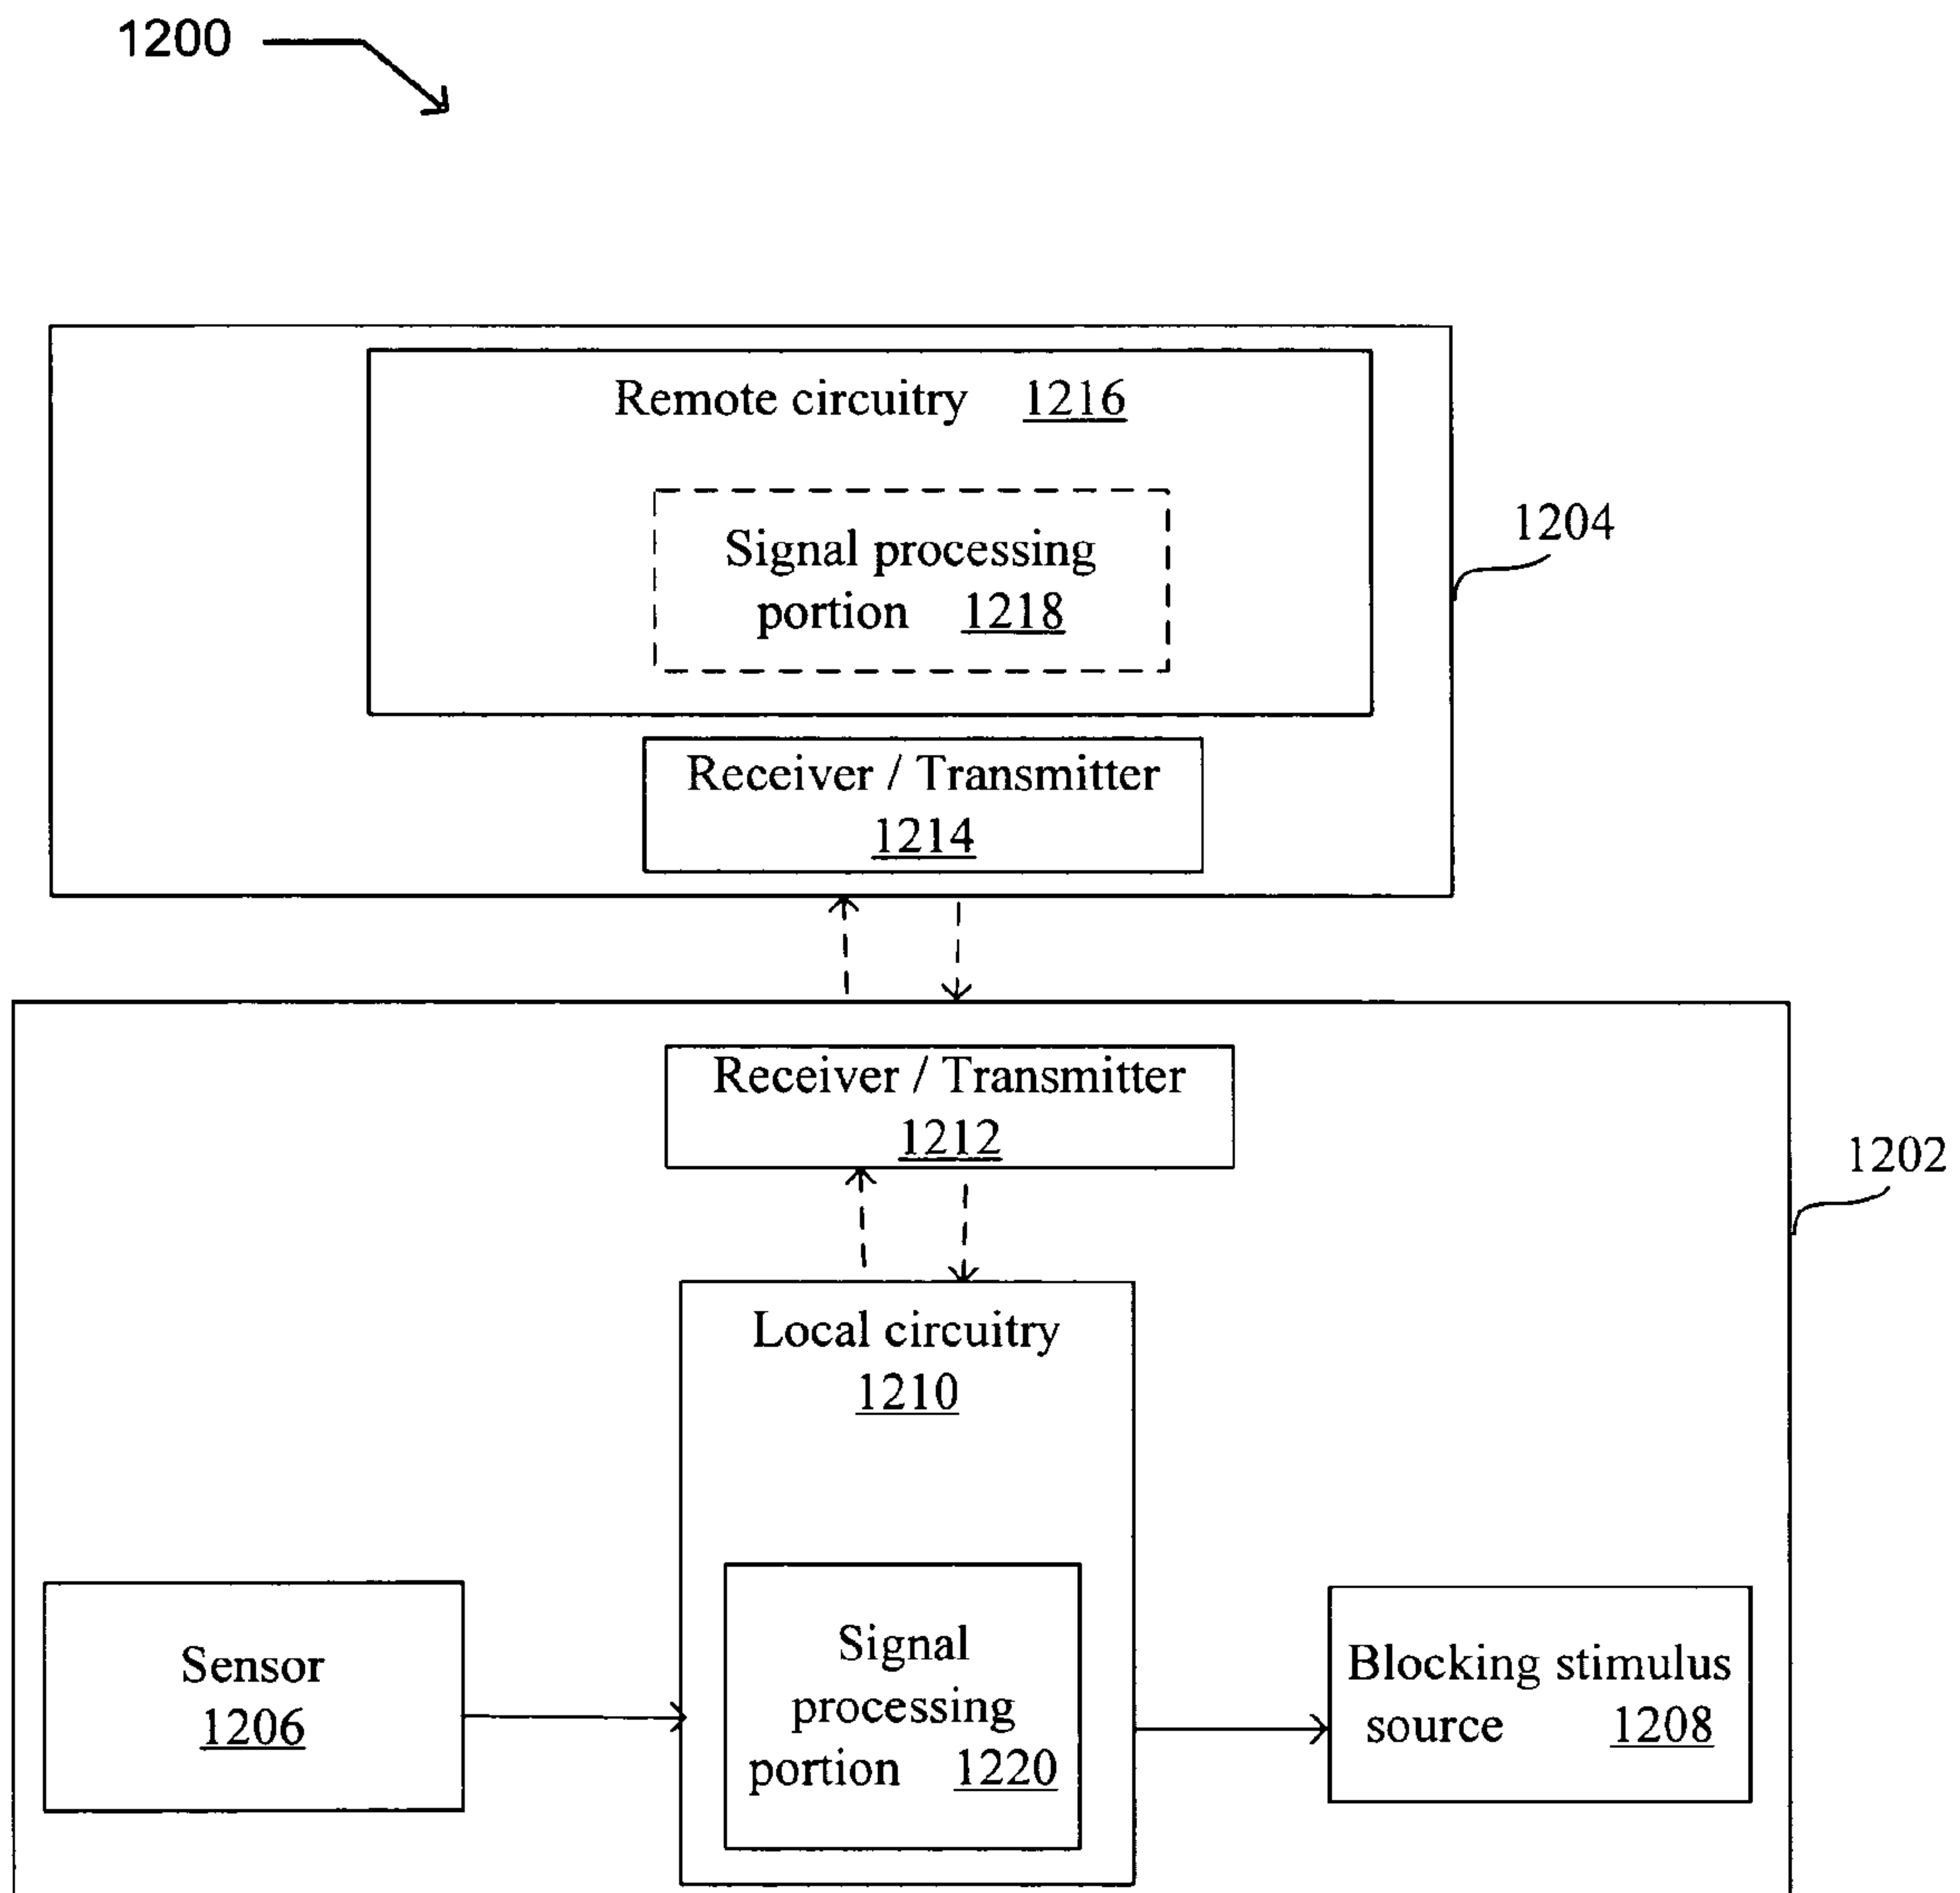 1200
Remote circuitry 1216
Signal processing
portion 1218
1204
Receiver / Transmitter
1214
Receiver / Transmitter
1212
1202
Local circuitry
1210
Sensor
1206
Signal
processing
portion 1220
Blocking stimulus
source 1208